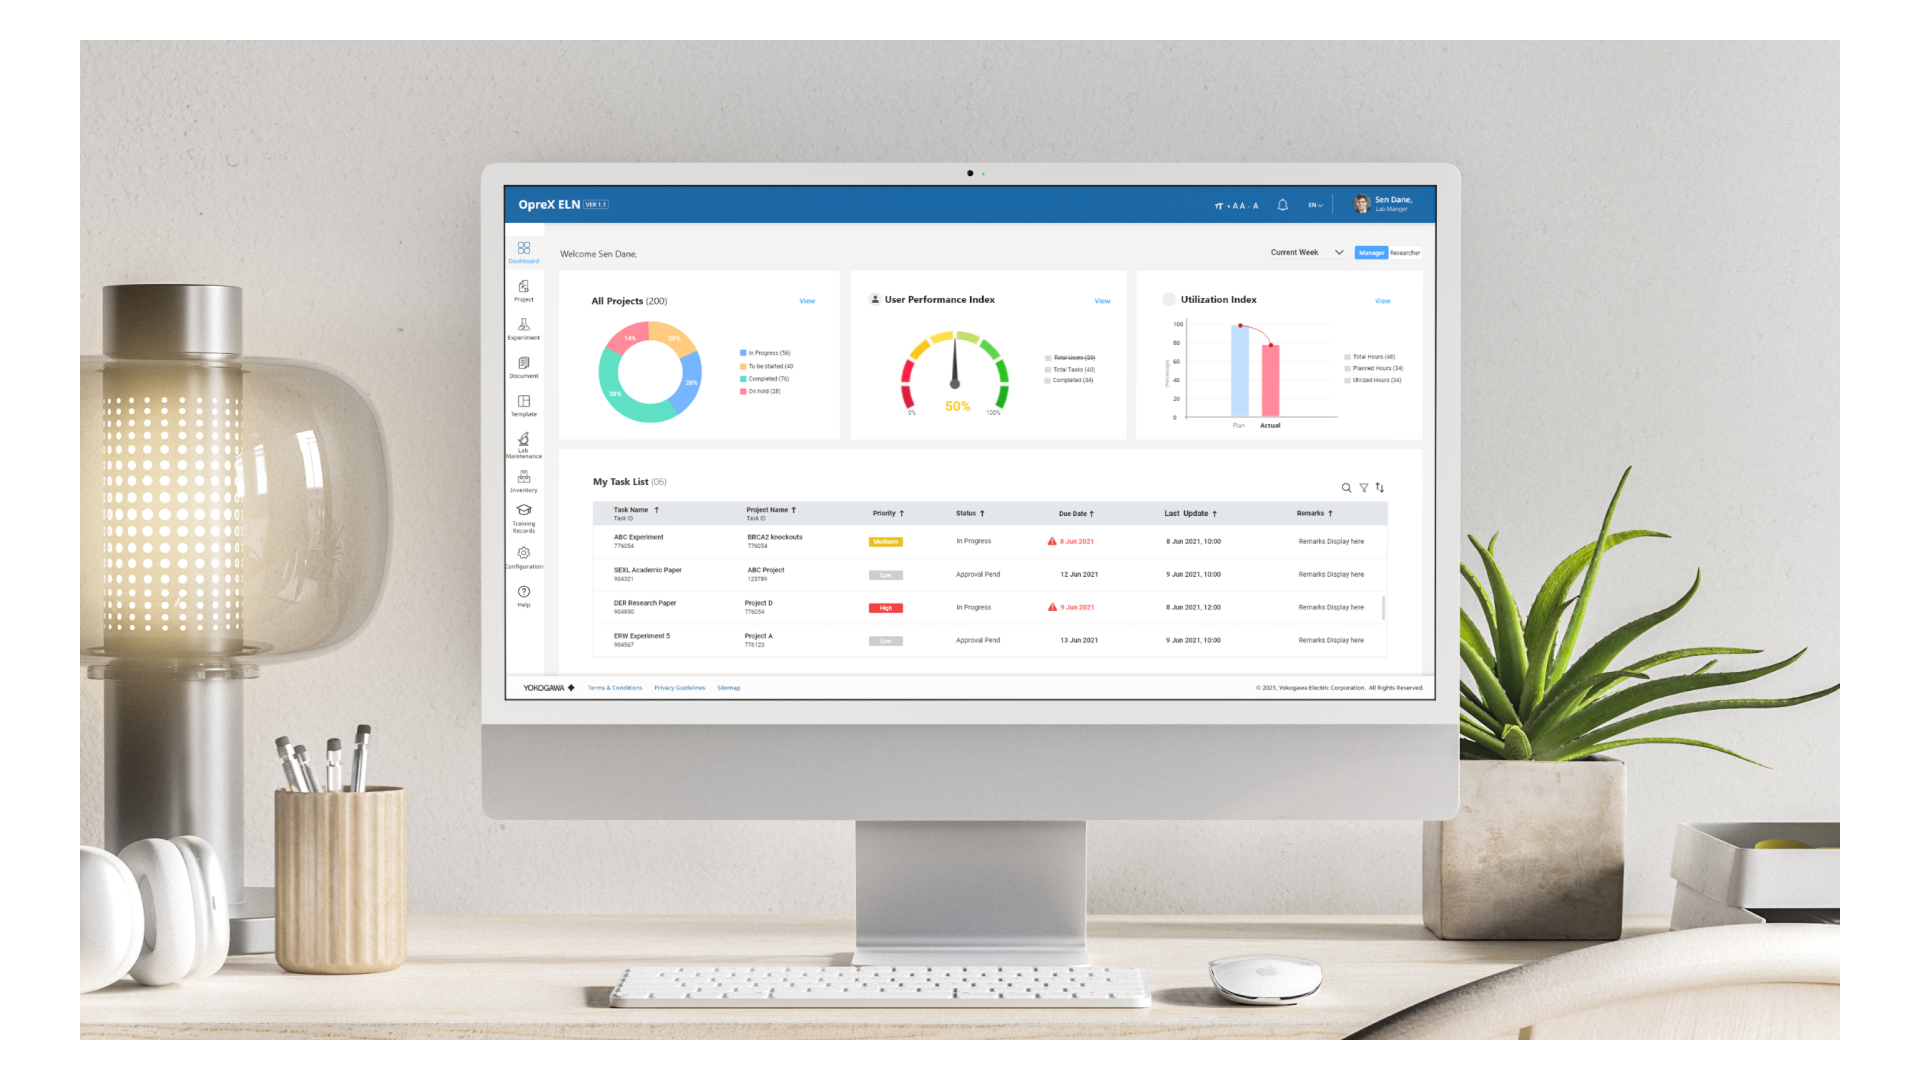 OpreX ELN VER 1.1
TT + A A - A
EN
Sen Dane,
Lab Manger
Dashboard
Project
Experiment
Document
Template
Lab
Maintenance
Inventory
Training
Records
Configuration
Help
Welcome Sen Dane,
Current Week
Manager Researcher
All Projects (200)
View
14%
20%
28%
38%
In Progress (56)
To be started (40
Completed (76)
On hold (28)
User Performance Index
View
0%
50%
100%
Total Users (20)
Total Tasks (40)
Completed (34)
Utilization Index
View
(Percentage)
100
80
60
40
20
0
Plan Actual
Total Hours (48)
Planned Hours (34)
Utilized Hours (34)
My Task List (06)
Task Name ↑ Project Name ↑ Priority ↑ Status ↑ Due Date ↑ Last Update ↑ Remarks ↑
Task ID Task ID
ABC Experiment BRCA2 knockouts Medium In Progress 8 Jun 2021 8 Jun 2021, 10:00 Remarks Display here
776054 776054
SEXL Academic Paper ABC Project Low Approval Pend 12 Jun 2021 9 Jun 2021, 10:00 Remarks Display here
904321 123789
DER Research Paper Project D High In Progress 9 Jun 2021 8 Jun 2021, 12:00 Remarks Display here
904990 776054
ERW Experiment 5 Project A Low Approval Pend 13 Jun 2021 9 Jun 2021, 10:00 Remarks Display here
904567 776123
YOKOGAWA Terms & Conditions Privacy Guidelines Sitemap © 2021, Yokogawa Electric Corporation. All Rights Reserved.